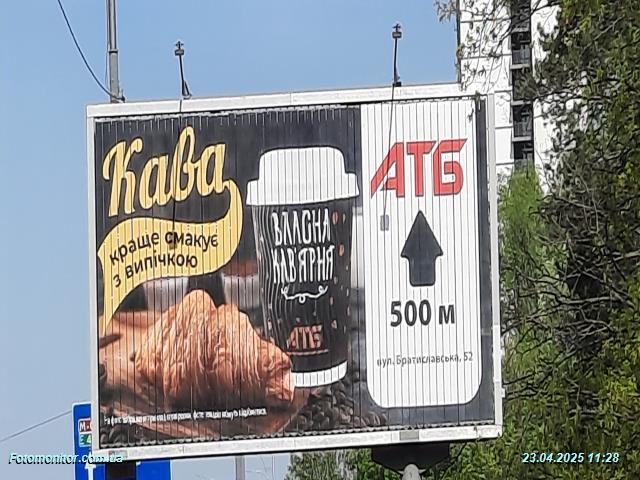 Кава
краще смакує
з випічкою
ВЛАСНА
КАВ'ЯРНЯ
АТБ
АТБ
500 м
вул. Братиславська, 52
Fotomonitor.com.ua
23.04.2025 11:28